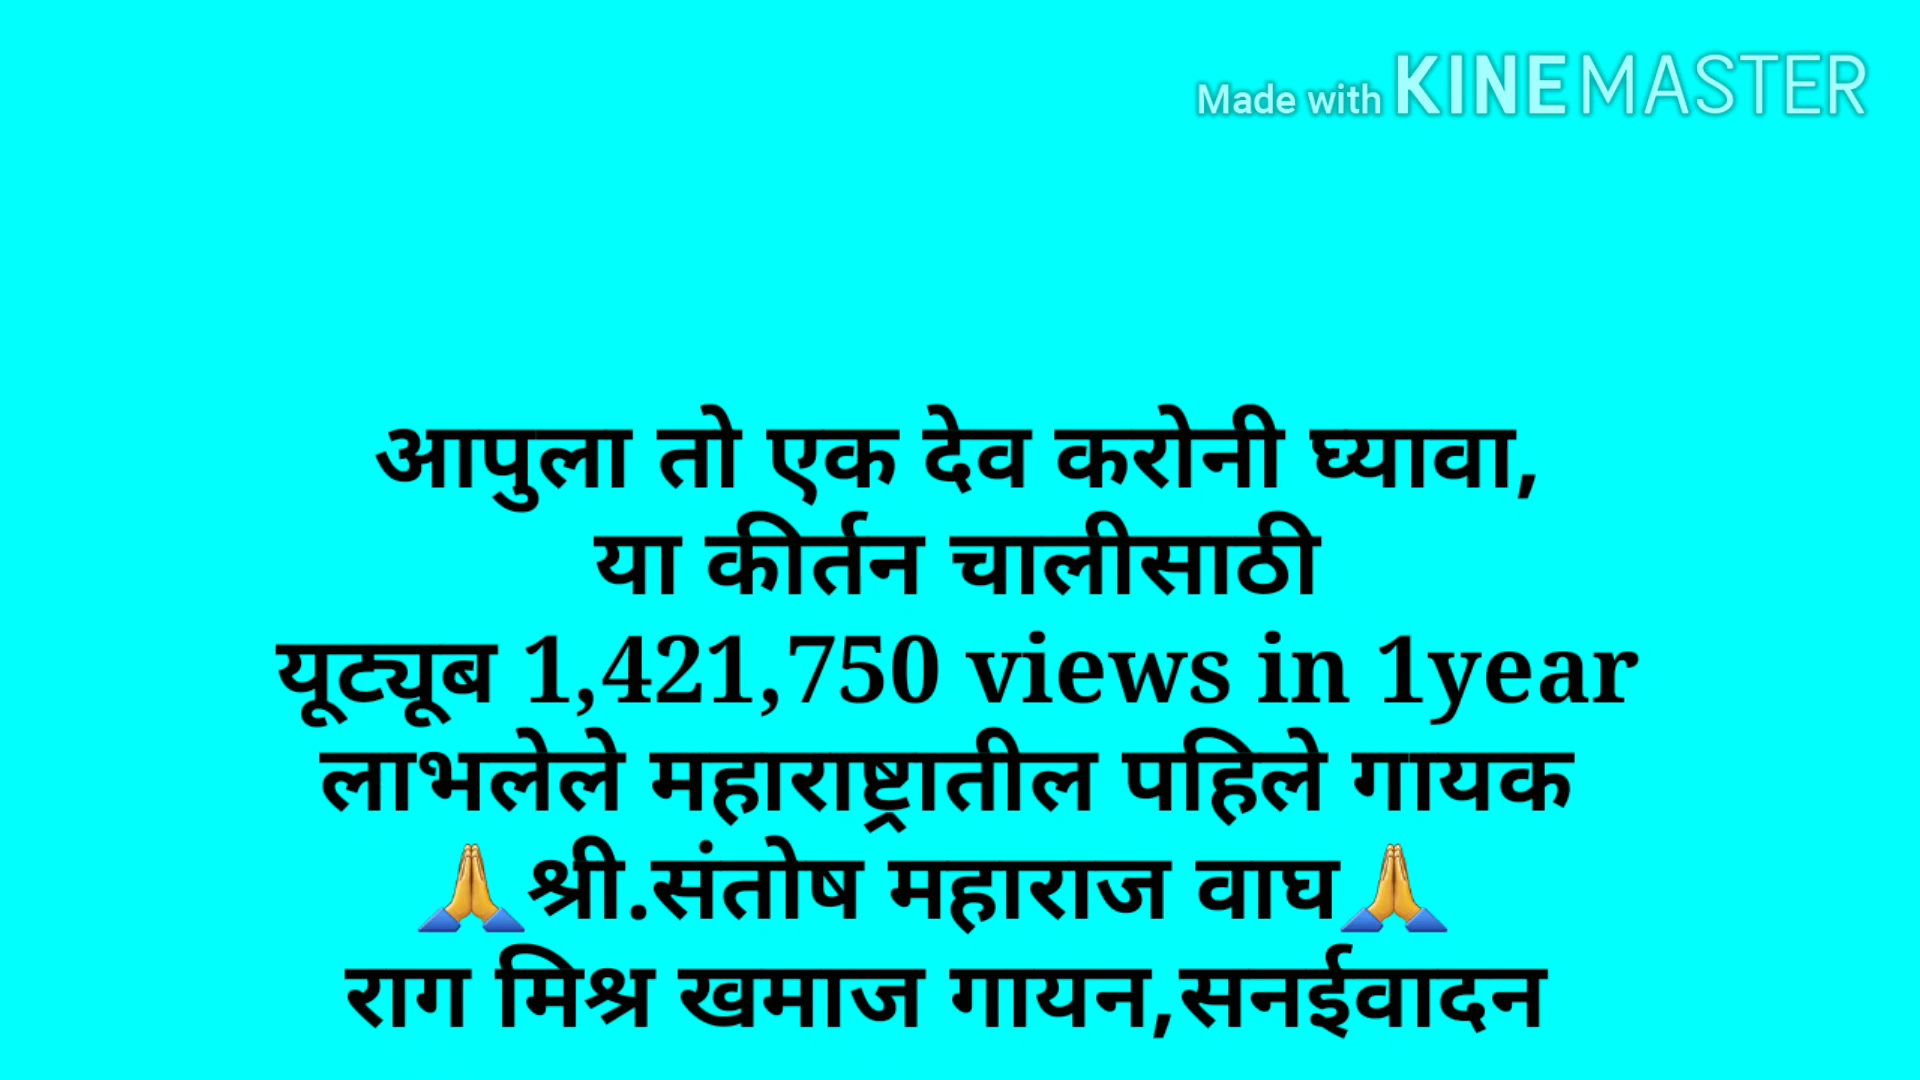 Made with KINEMASTER
आपुला तो एक देव करोनी घ्यावा,
या कीर्तन चालीसाठी
यूट्यूब 1,421,750 views in 1year
लाभलेले महाराष्ट्रातील पहिले गायक
🙏श्री.संतोष महाराज वाघ🙏
राग मिश्र खमाज गायन,सनईवादन